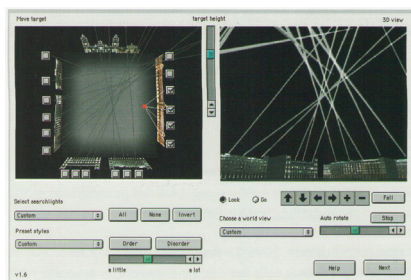 Move target
target height
3D view
Select searchlights
Custom
All
None
Invert
Preset styles
Custom
Order
Disorder
a little
a lot
v1.6
Look
Go
Fall
Choose a world view
Custom
Auto rotate
Stop
Help
Next